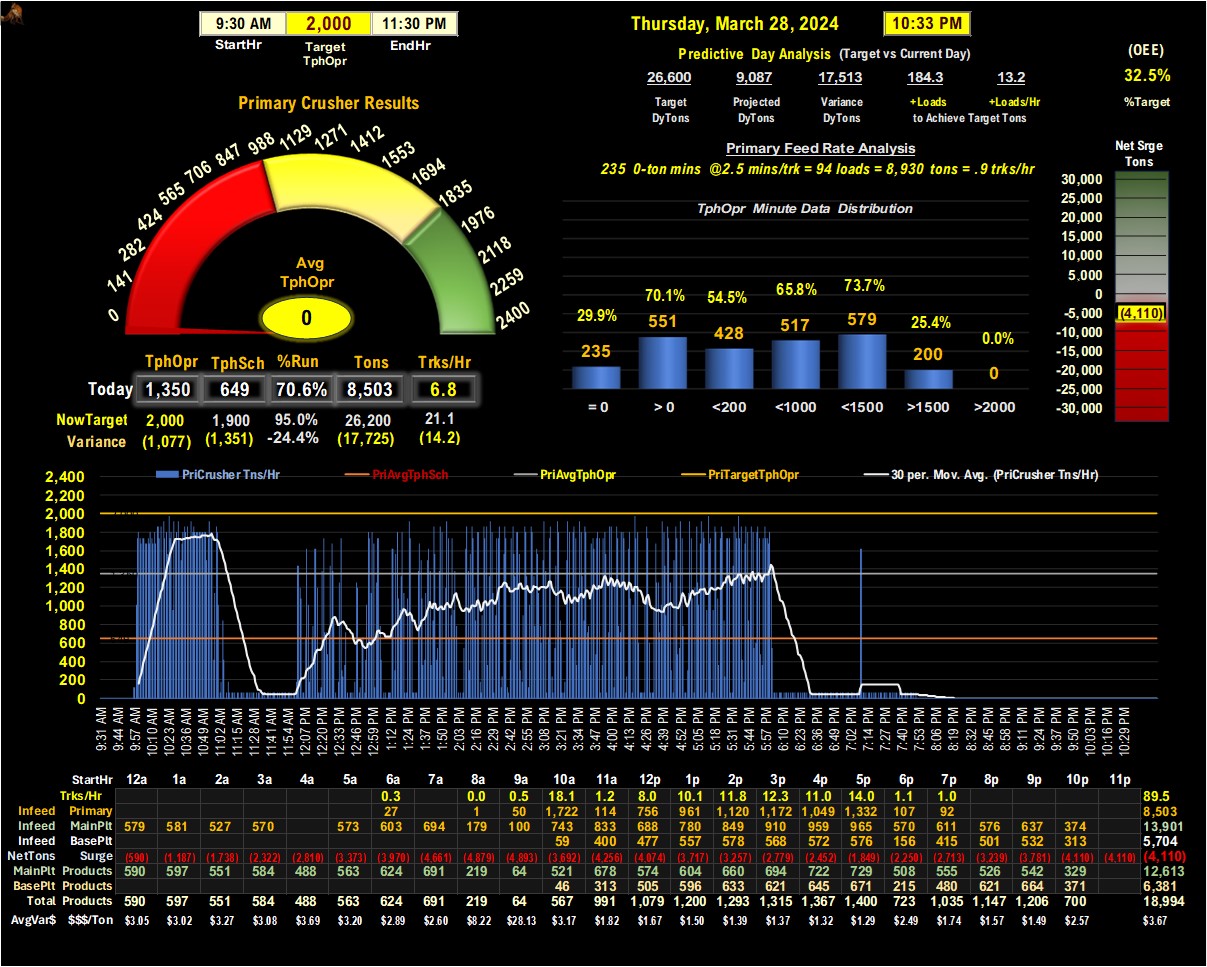 9:30 AM 2,000 11:30 PM
StartHr Target TphOpr EndHr
Thursday, March 28, 2024 10:33 PM
Predictive Day Analysis (Target vs Current Day)
26,600 9,087 17,513 184.3 13.2
Target DyTons Projected DyTons Variance DyTons +Loads +Loads/Hr
to Achieve Target Tons
(OEE)
32.5%
%Target
Primary Crusher Results
0 141 282 424 565 706 847 988 1129 1271 1412 1553 1694 1835 1976 2118 2259 2400
Avg
TphOpr
0
TphOpr TphSch %Run Tons Trks/Hr
Today 1,350 649 70.6% 8,503 6.8
NowTarget 2,000 1,900 95.0% 26,200 21.1
Variance (1,077) (1,351) -24.4% (17,725) (14.2)
Primary Feed Rate Analysis
235 0-ton mins @2.5 mins/trk = 94 loads = 8,930 tons = .9 trks/hr
TphOpr Minute Data Distribution
29.9% 70.1% 54.5% 65.8% 73.7% 25.4% 0.0%
235 551 428 517 579 200 0
= 0 > 0 <200 <1000 <1500 >1500 >2000
Net Srge
Tons
30,000
25,000
20,000
15,000
10,000
5,000
0
-5,000 (4,110)
-10,000
-15,000
-20,000
-25,000
-30,000
PriCrusher Tns/Hr PriAvgTphSch PriAvgTphOpr PriTargetTphOpr 30 per. Mov. Avg. (PriCrusher Tns/Hr)
2,400
2,200
2,000
1,800
1,600
1,400
1,200
1,000
800
600
400
200
0
9:31 AM 9:44 AM 9:57 AM 10:10 AM 10:23 AM 10:36 AM 10:49 AM 11:02 AM 11:15 AM 11:28 AM 11:41 AM 11:54 AM 12:07 PM 12:20 PM 12:33 PM 12:46 PM 12:59 PM 1:12 PM 1:24 PM 1:37 PM 1:50 PM 2:03 PM 2:16 PM 2:29 PM 2:42 PM 2:55 PM 3:08 PM 3:21 PM 3:34 PM 3:47 PM 4:00 PM 4:13 PM 4:26 PM 4:39 PM 4:52 PM 5:05 PM 5:18 PM 5:31 PM 5:44 PM 5:57 PM 6:10 PM 6:23 PM 6:36 PM 6:49 PM 7:02 PM 7:14 PM 7:27 PM 7:40 PM 7:53 PM 8:06 PM 8:19 PM 8:32 PM 8:45 PM 8:58 PM 9:11 PM 9:24 PM 9:37 PM 9:50 PM 10:03 PM 10:16 PM 10:29 PM
StartHr 12a 1a 2a 3a 4a 5a 6a 7a 8a 9a 10a 11a 12p 1p 2p 3p 4p 5p 6p 7p 8p 9p 10p 11p
Trks/Hr 0.3 0.0 0.5 18.1 1.2 8.0 10.1 11.8 12.3 11.0 14.0 1.1 1.0 89.5
Infeed Primary 27 1 50 1,722 114 756 961 1,120 1,172 1,049 1,332 107 92 8,503
Infeed MainPlt 579 581 527 570 573 603 694 179 100 743 833 688 780 849 910 959 965 570 611 576 637 374 13,901
Infeed BasePlt 59 400 477 557 578 568 572 576 156 415 501 532 313 5,704
NetTons Surge (590) (1,187) (1,738) (2,322) (2,810) (3,373) (3,970) (4,661) (4,879) (4,893) (3,692) (4,256) (4,074) (3,717) (3,257) (2,779) (2,452) (1,849) (2,250) (2,713) (3,239) (3,781) (4,110) (4,110) (4,110)
MainPlt Products 590 597 551 584 488 563 624 691 219 64 521 678 574 604 660 694 722 729 508 555 526 542 329 12,613
BasePlt Products 46 313 505 596 633 621 645 671 215 480 621 664 371 6,381
Total Products 590 597 551 584 488 563 624 691 219 64 567 991 1,079 1,200 1,293 1,315 1,367 1,400 723 1,035 1,147 1,206 700 18,994
AvgVar$ $$$/Ton $3.05 $3.02 $3.27 $3.08 $3.69 $3.20 $2.89 $2.60 $8.22 $28.13 $3.17 $1.82 $1.67 $1.50 $1.39 $1.37 $1.32 $1.29 $2.49 $1.74 $1.57 $1.49 $2.57 $3.67